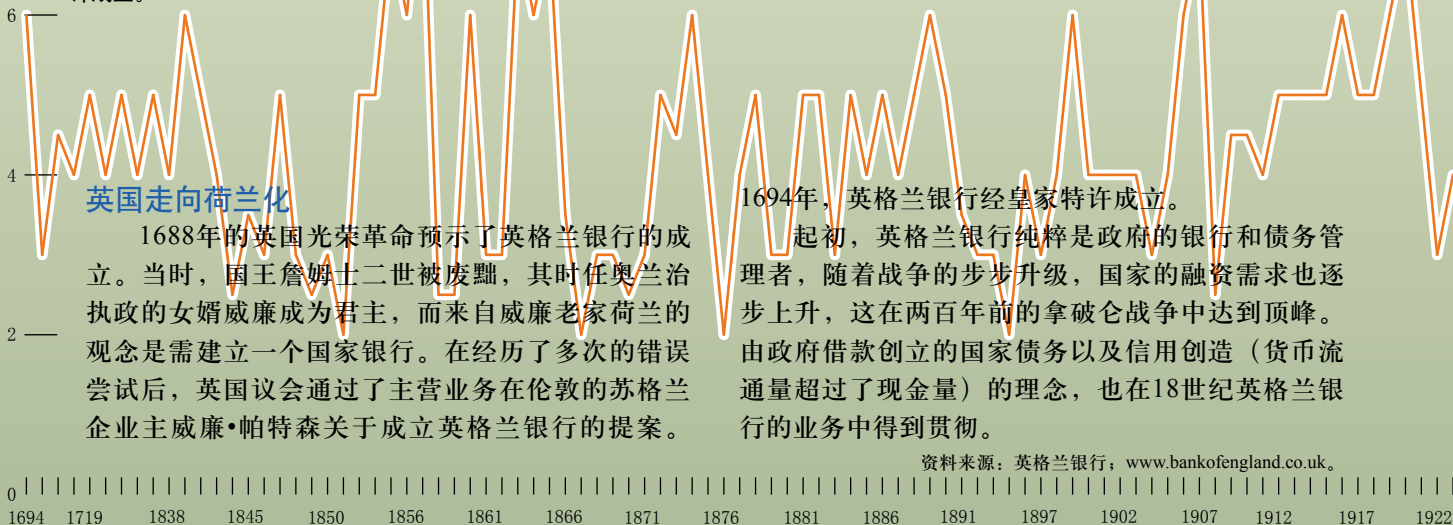 6
4
2
0
英国走向荷兰化
1688年的英国光荣革命预示了英格兰银行的成
立。当时，国王詹姆士二世被废黜，其时任奥兰治
执政的女婿威廉成为君主，而来自威廉老家荷兰的
观念是需建立一个国家银行。在经历了多次的错误
尝试后，英国议会通过了主营业务在伦敦的苏格兰
企业主威廉•帕特森关于成立英格兰银行的提案。
1694年，英格兰银行经皇家特许成立。
起初，英格兰银行纯粹是政府的银行和债务管
理者，随着战争的步步升级，国家的融资需求也逐
步上升，这在两百年前的拿破仑战争中达到顶峰。
由政府借款创立的国家债务以及信用创造（货币流
通量超过了现金量）的理念，也在18世纪英格兰银
行的业务中得到贯彻。
资料来源：英格兰银行；www.bankofengland.co.uk。
1694 1719 1838 1845 1850 1856 1861 1866 1871 1876 1881 1886 1891 1897 1902 1907 1912 1917 1922